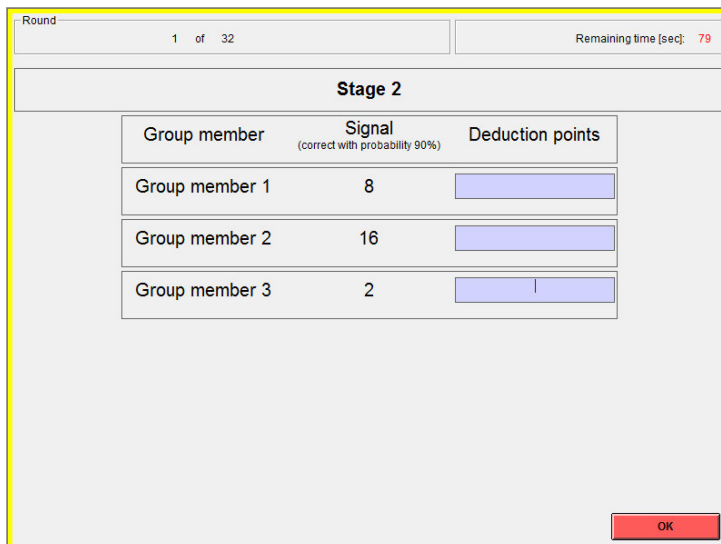 Round
1 of 32
Remaining time [sec]: 79
Stage 2
Group member Signal (correct with probability 90%) Deduction points
Group member 1 8
Group member 2 16
Group member 3 2
OK